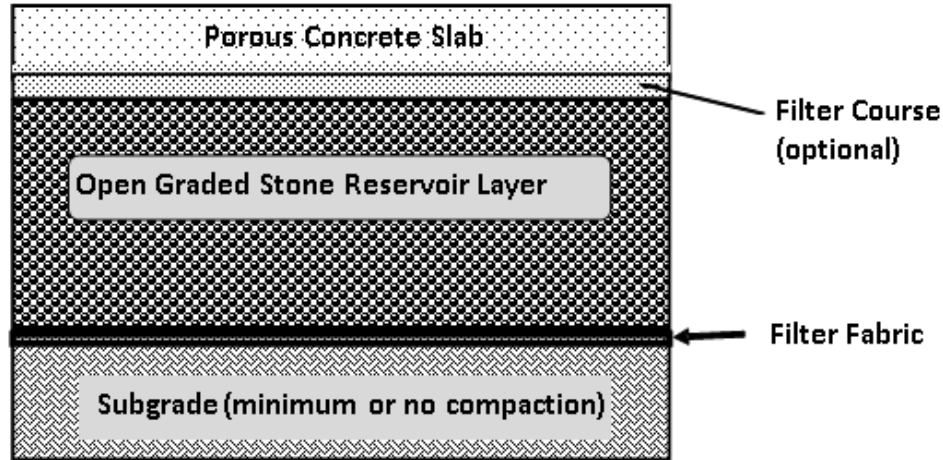 Porous Concrete Slab
Filter Course
(optional)
Open Graded Stone Reservoir Layer
Filter Fabric
Subgrade (minimum or no compaction)